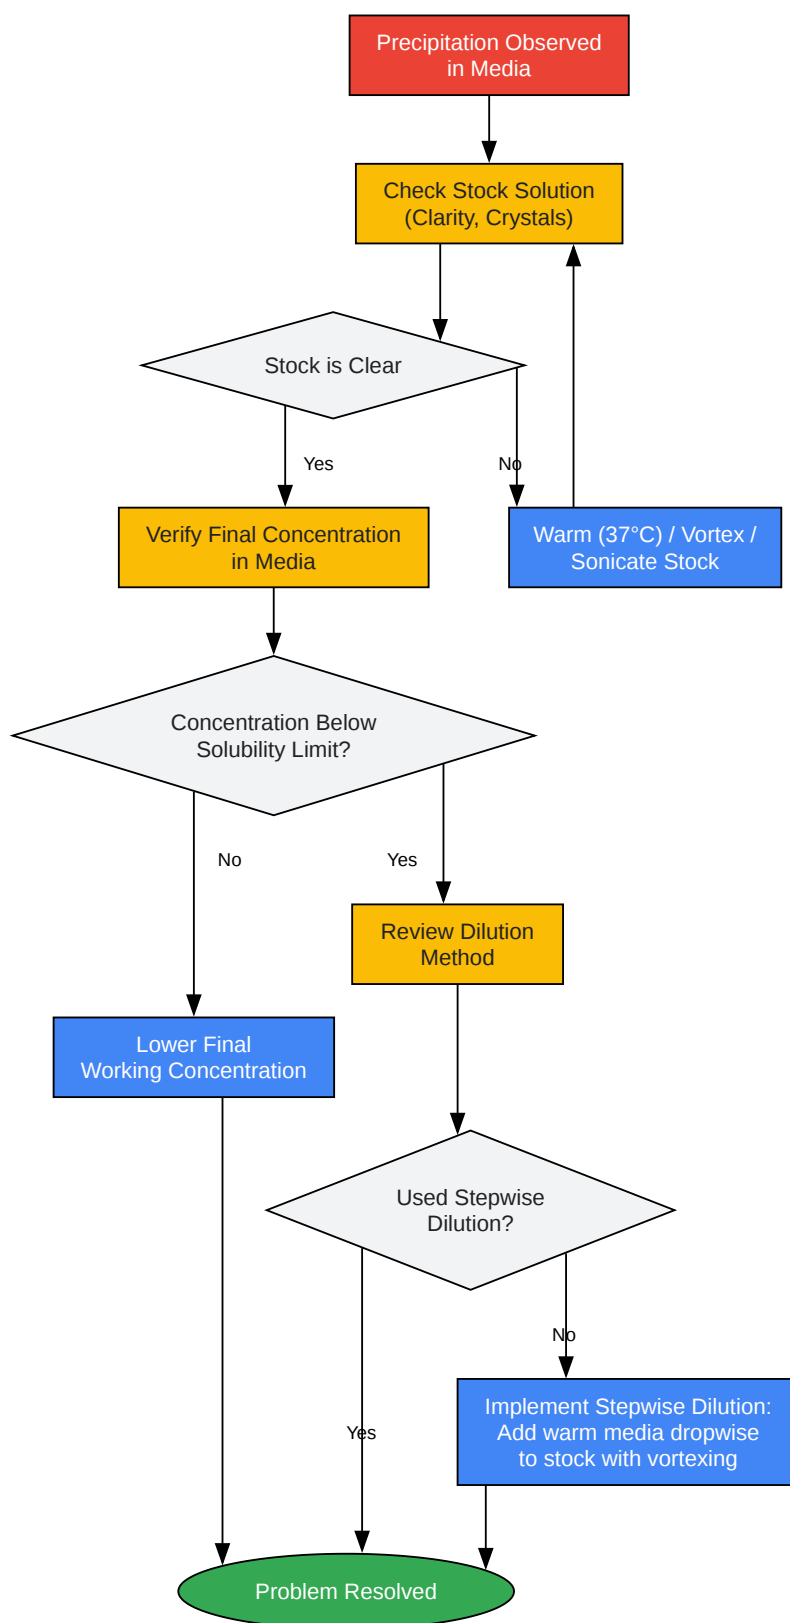 Precipitation Observed
in Media
Check Stock Solution
(Clarity, Crystals)
Stock is Clear
Yes
No
Verify Final Concentration
in Media
Warm (37°C) / Vortex /
Sonicate Stock
Concentration Below
Solubility Limit?
No
Yes
Review Dilution
Method
Lower Final
Working Concentration
Used Stepwise
Dilution?
No
Implement Stepwise Dilution:
Add warm media dropwise
to stock with vortexing
Yes
Problem Resolved